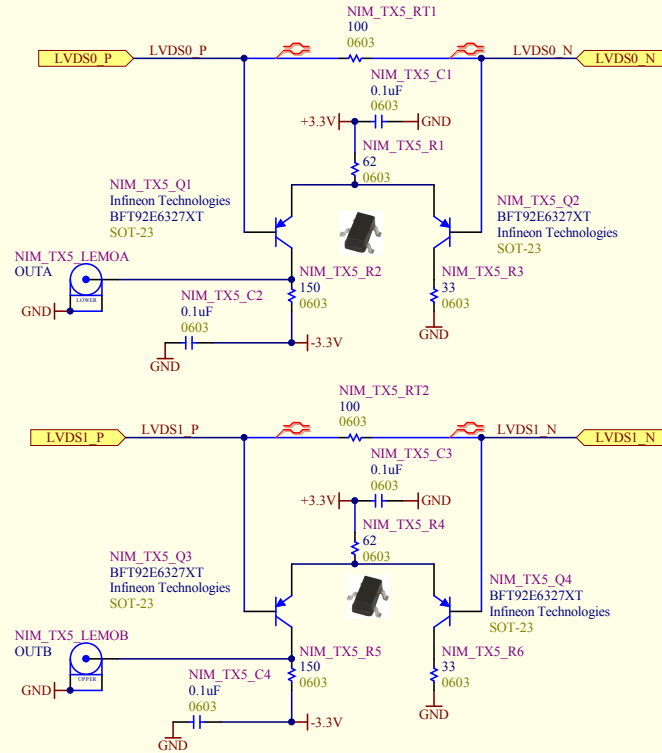 NIM_TX5_RT1
100
0603
LVDS0_P
LVDS0_P
LVDS0_N
LVDS0_N
NIM_TX5_C1
0.1uF
0603
+3.3V
GND
NIM_TX5_R1
62
0603
NIM_TX5_Q1
Infineon Technologies
BFT92E6327XT
SOT-23
NIM_TX5_Q2
BFT92E6327XT
Infineon Technologies
SOT-23
NIM_TX5_LEMOA
OUTA
LOWER
GND
NIM_TX5_R2
150
0603
NIM_TX5_R3
33
0603
GND
NIM_TX5_C2
0.1uF
0603
GND
-3.3V
NIM_TX5_RT2
100
0603
LVDS1_P
LVDS1_P
LVDS1_N
LVDS1_N
NIM_TX5_C3
0.1uF
0603
+3.3V
GND
NIM_TX5_R4
62
0603
NIM_TX5_Q3
BFT92E6327XT
Infineon Technologies
SOT-23
NIM_TX5_Q4
BFT92E6327XT
Infineon Technologies
SOT-23
NIM_TX5_LEMOB
OUTB
UPPER
GND
NIM_TX5_R5
150
0603
NIM_TX5_R6
33
0603
GND
NIM_TX5_C4
0.1uF
0603
GND
-3.3V